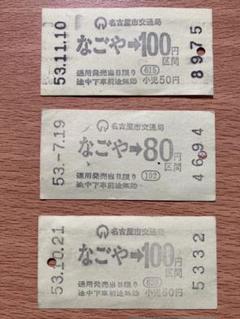 53.11.10
名古屋市交通局
なごや➡100円
区間
通用発売当日限り
途中下車前途無効
小児50円
8975
53.-7.19
名古屋市交通局
なごや➡80円
区間
通用発売当日限り
途中下車前途無効
102
4694
53.10.21
名古屋市交通局
なごや➡100円
区間
通用発売当日限り
途中下車前途無効
5332